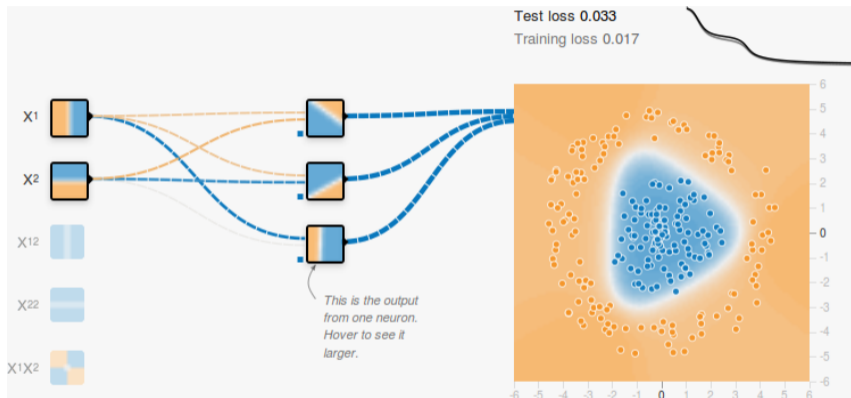 Test loss 0.033
Training loss 0.017
X1
X2
X12
X22
X1X2
This is the output
from one neuron.
Hover to see it
larger.
6
5
4
3
2
1
0
-1
-2
-3
-4
-5
-6
-6 -5 -4 -3 -2 -1 0 1 2 3 4 5 6